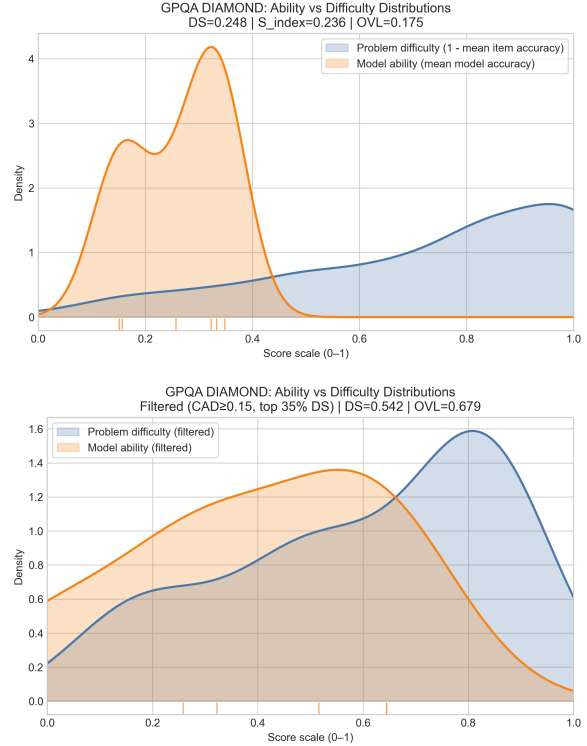 GPQA DIAMOND: Ability vs Difficulty Distributions
DS=0.248 | S_index=0.236 | OVL=0.175
Problem difficulty (1 - mean item accuracy)
Model ability (mean model accuracy)
Density
4
3
2
1
0
0.0 0.2 0.4 0.6 0.8 1.0
Score scale (0–1)
GPQA DIAMOND: Ability vs Difficulty Distributions
Filtered (CAD≥0.15, top 35% DS) | DS=0.542 | OVL=0.679
Problem difficulty (filtered)
Model ability (filtered)
Density
1.6
1.4
1.2
1.0
0.8
0.6
0.4
0.2
0.0
0.0 0.2 0.4 0.6 0.8 1.0
Score scale (0–1)